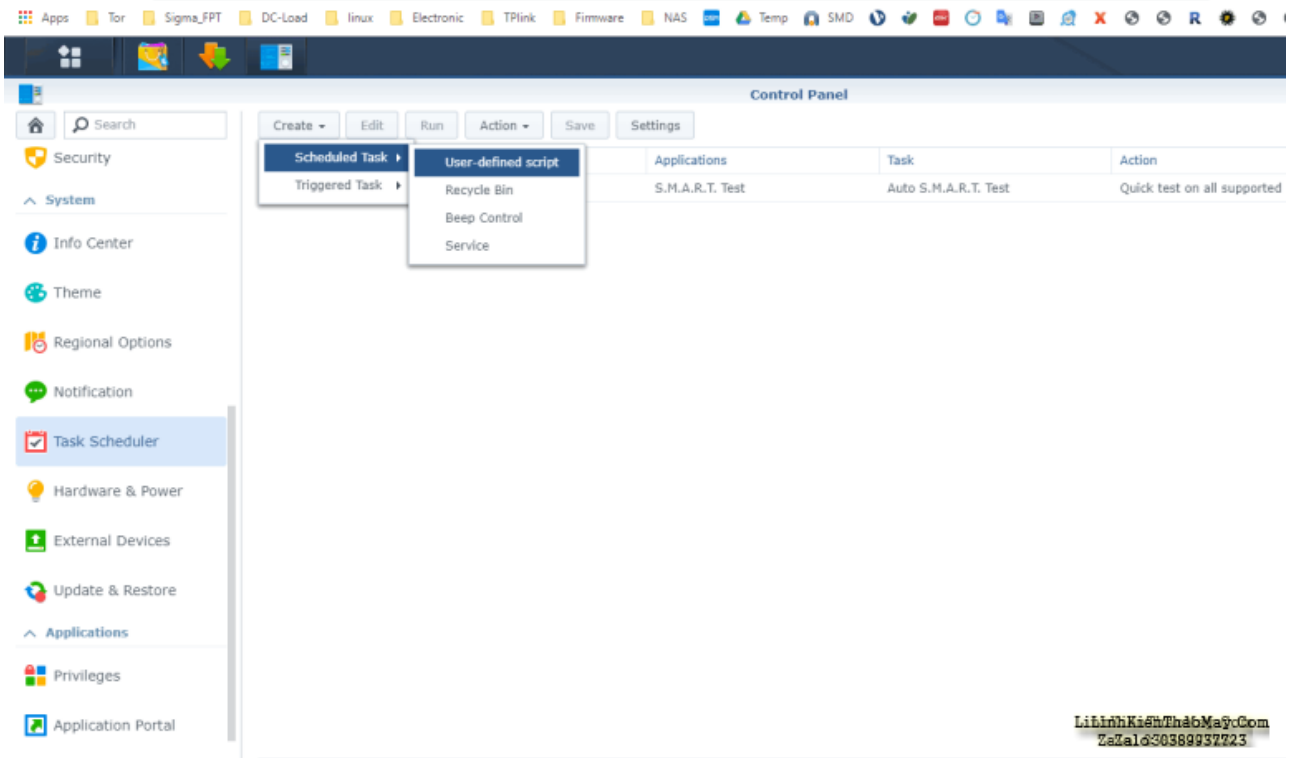 Apps Tor Sigma_FPT DC-Load linux Electronic TPlink Firmware NAS Temp SMD R
Control Panel
Search
Create Edit Run Action Save Settings
Security
System
Info Center
Theme
Regional Options
Notification
Task Scheduler
Hardware & Power
External Devices
Update & Restore
Applications
Privileges
Application Portal
Scheduled Task
Triggered Task
User-defined script
Recycle Bin
Beep Control
Service
Applications Task Action
S.M.A.R.T. Test Auto S.M.A.R.T. Test Quick test on all supported